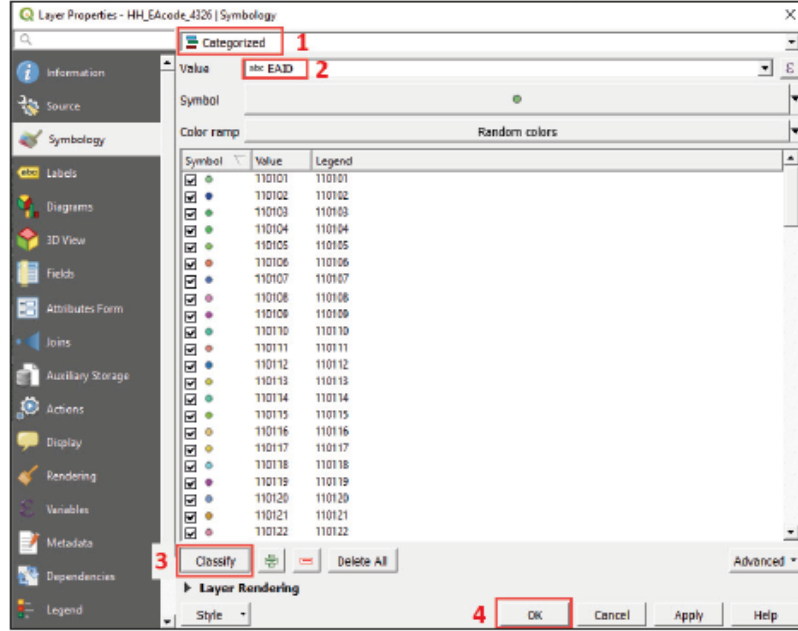 Layer Properties - HH_EAcode_4326 | Symbology
Categorized 1
Information
Value abc EAID 2 ε
Source
Symbol
Symbology
Color ramp Random colors
Symbol Value Legend
abc Labels
110101 110101
110102 110102
Diagrams
110103 110103
110104 110104
3D View
110105 110105
110106 110106
Fields
110107 110107
110108 110108
Attributes Form
110109 110109
110110 110110
Joins
110111 110111
110112 110112
Auxiliary Storage
110113 110113
110114 110114
Actions
110115 110115
110116 110116
Display
110117 110117
110118 110118
Rendering
110119 110119
110120 110120
Variables
110121 110121
110122 110122
Metadata
3 Classify Delete All Advanced
Dependencies
Layer Rendering
Legend
Style 4 OK Cancel Apply Help